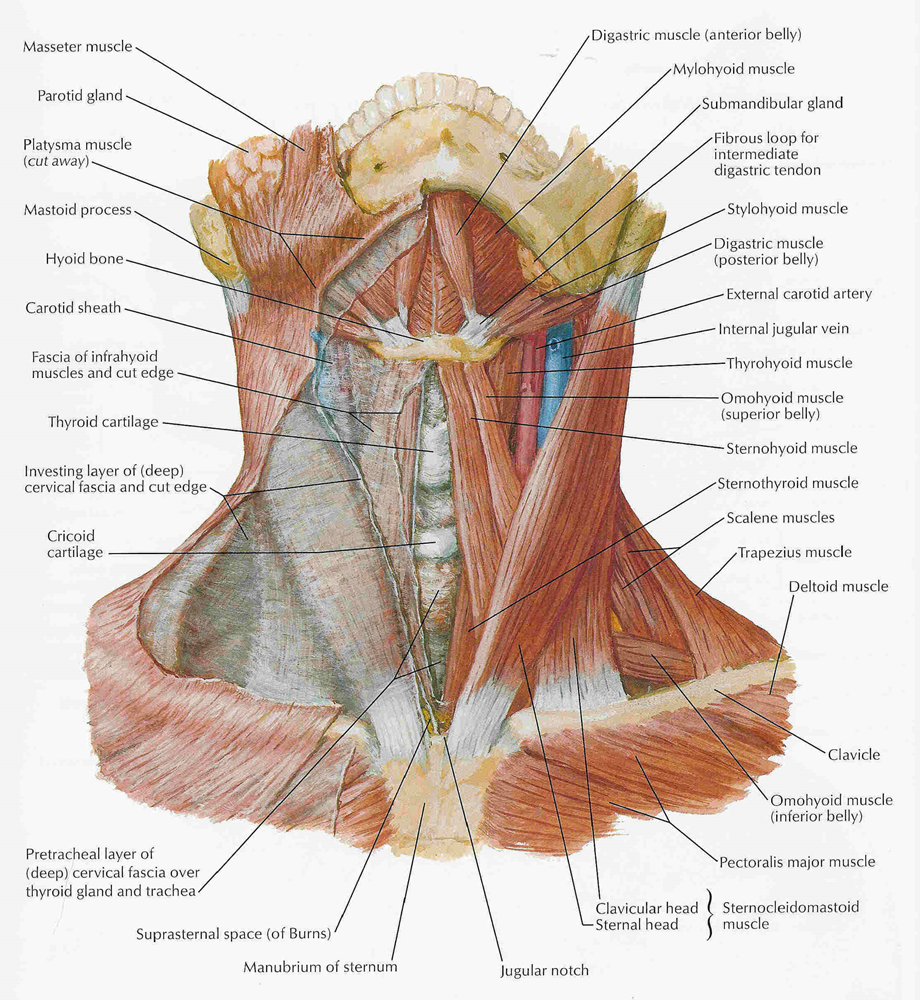 Masseter muscle
Parotid gland
Platysma muscle
(cut away)
Mastoid process
Hyoid bone
Carotid sheath
Fascia of infrahyoid
muscles and cut edge
Thyroid cartilage
Investing layer of (deep)
cervical fascia and cut edge
Cricoid
cartilage
Pretracheal layer of
(deep) cervical fascia over
thyroid gland and trachea
Suprasternal space (of Burns)
Manubrium of sternum
Digastric muscle (anterior belly)
Mylohyoid muscle
Submandibular gland
Fibrous loop for
intermediate
digastric tendon
Stylohyoid muscle
Digastric muscle
(posterior belly)
External carotid artery
Internal jugular vein
Thyrohyoid muscle
Omohyoid muscle
(superior belly)
Sternohyoid muscle
Sternothyroid muscle
Scalene muscles
Trapezius muscle
Deltoid muscle
Clavicle
Omohyoid muscle
(inferior belly)
Pectoralis major muscle
Clavicular head
Sternal head
Sternocleidomastoid
muscle
Jugular notch